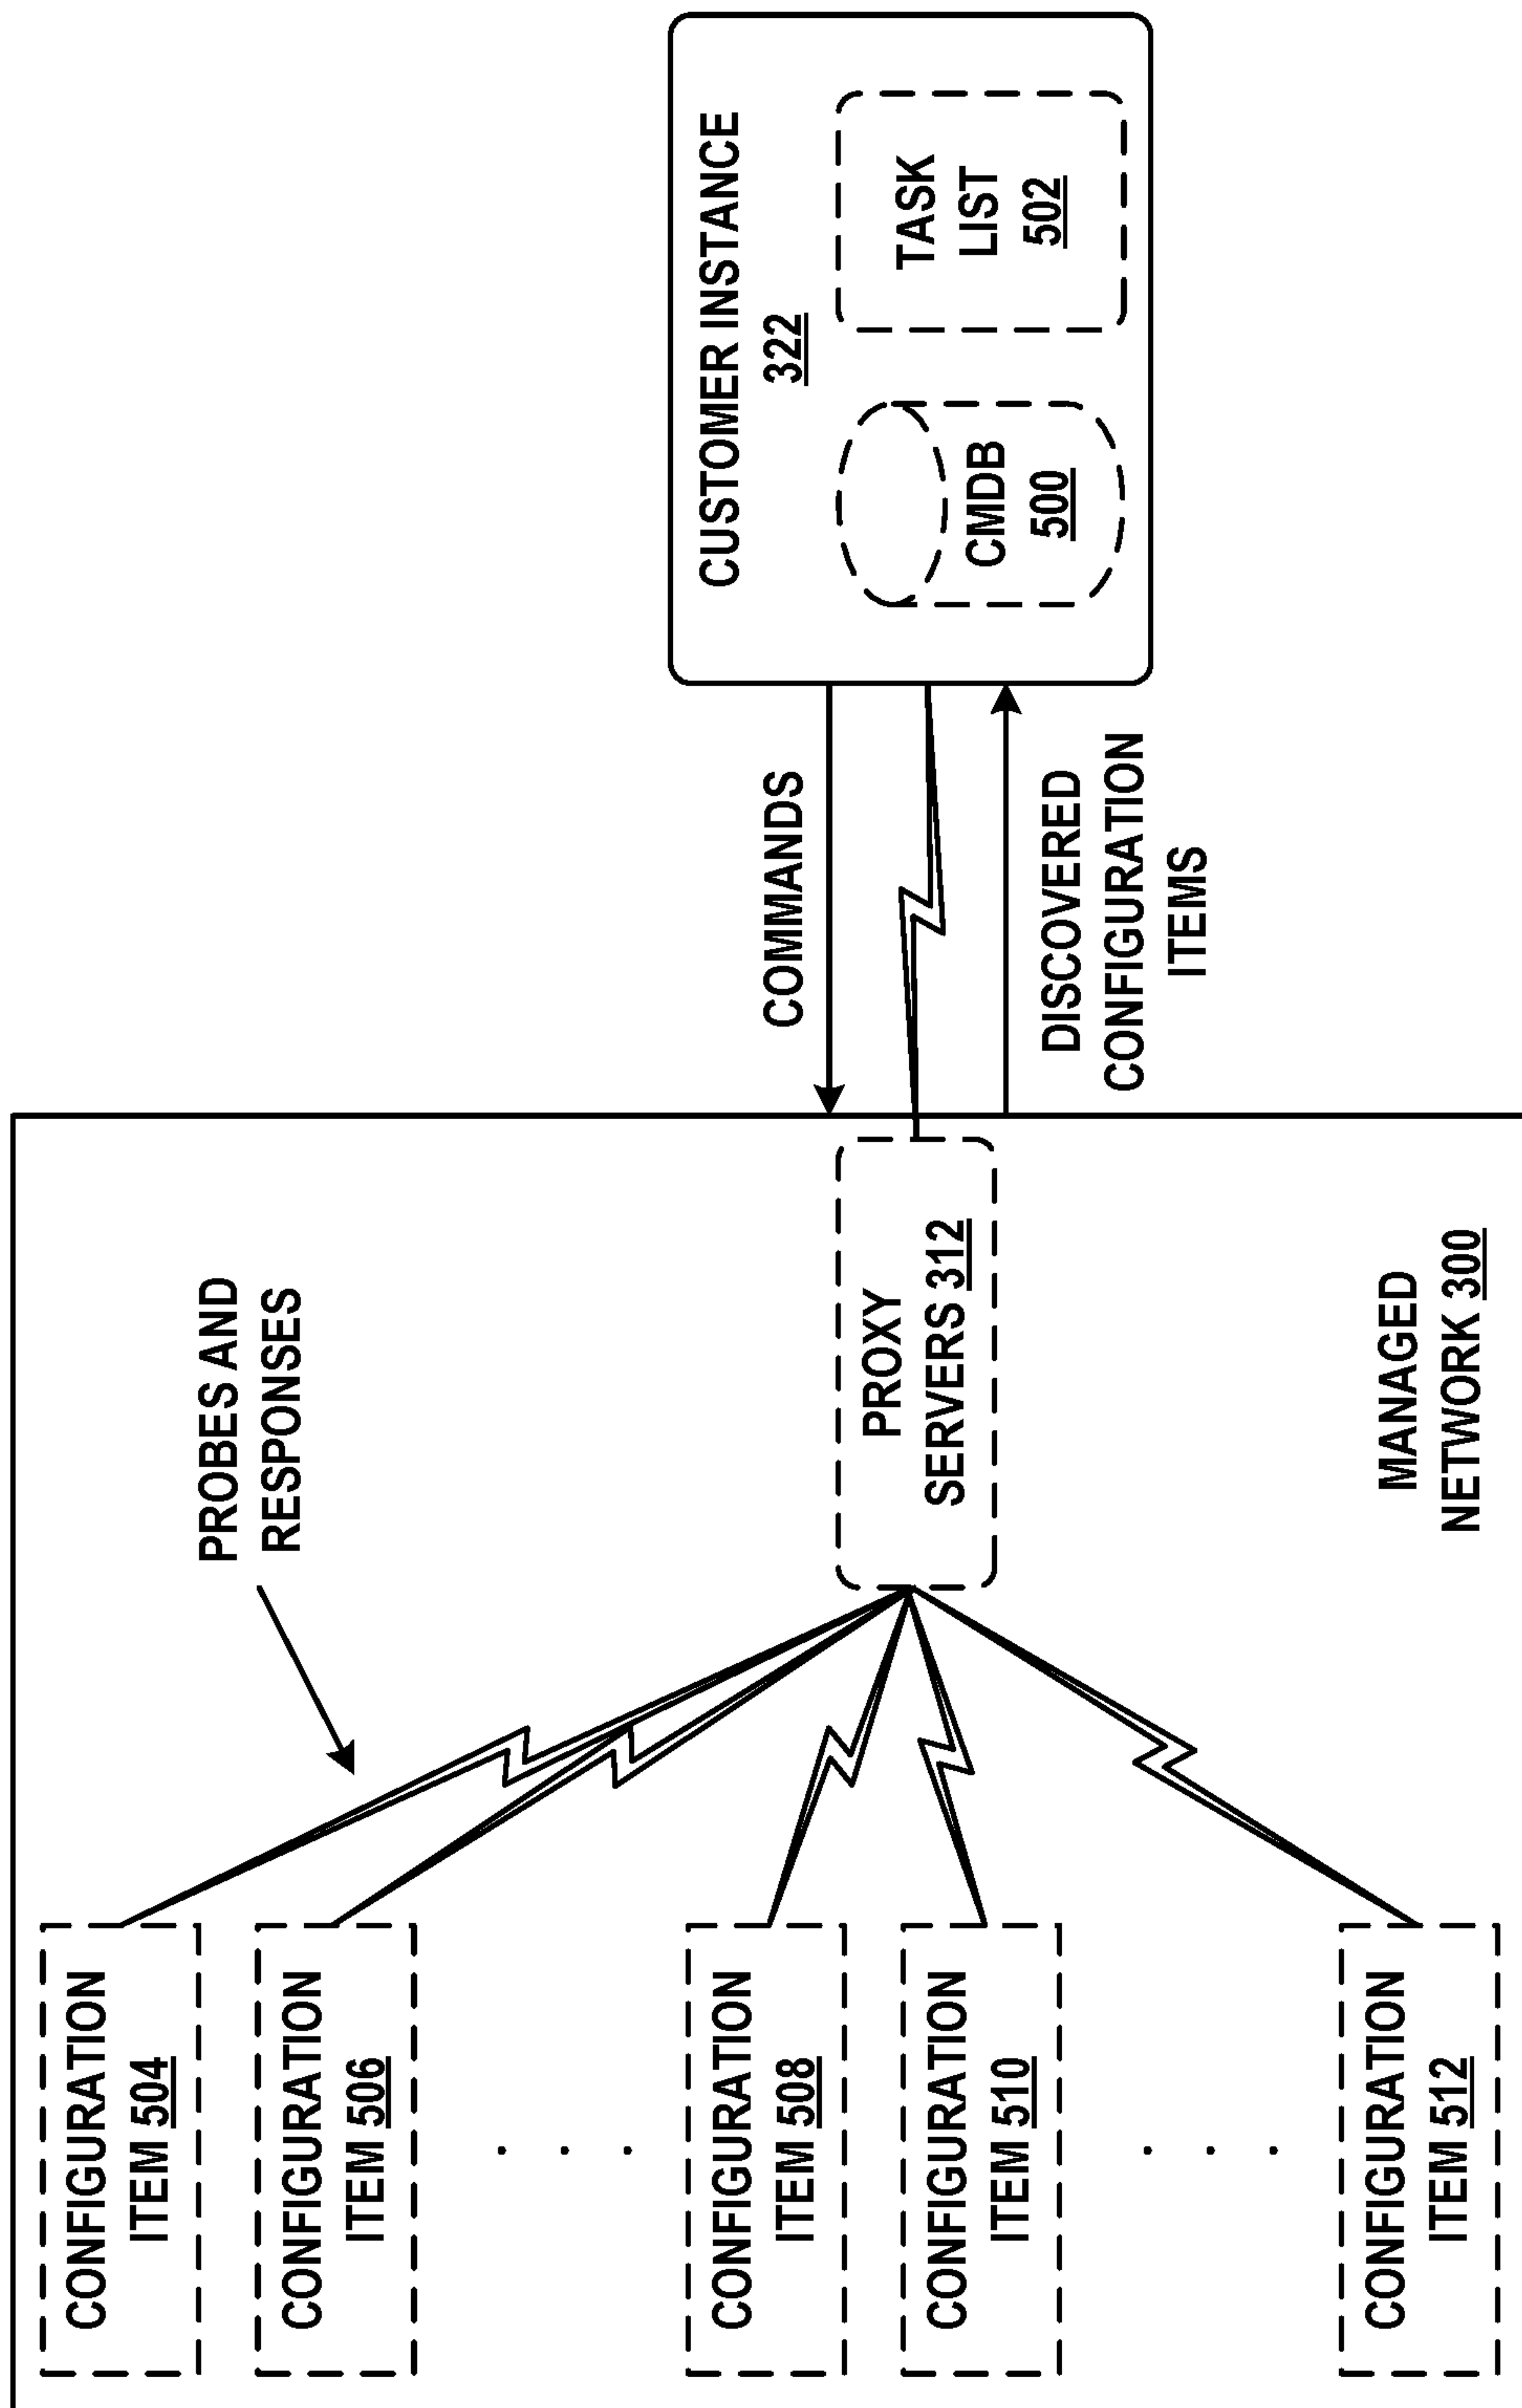 CUSTOMER INSTANCE
322
TASK
LIST
502
CMDB
500
COMMANDS
DISCOVERED
CONFIGURATION
ITEMS
PROBES AND
RESPONSES
PROXY
SERVERS 312
MANAGED
NETWORK 300
CONFIGURATION
ITEM 504
CONFIGURATION
ITEM 506
. . .
CONFIGURATION
ITEM 508
CONFIGURATION
ITEM 510
. . .
CONFIGURATION
ITEM 512